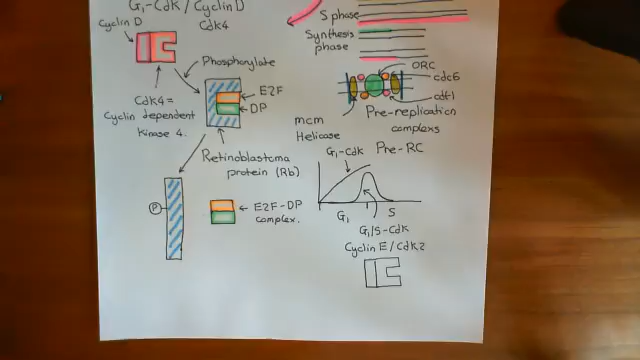 G1-Cdk / Cyclin D
Cdk4
Cyclin D
Phosphorylate
E2F
DP
Cdk4 =
Cyclin dependent
Kinase 4.
Retinoblastoma
protein (Rb)
P
E2F-DP
complex.
S phase
Synthesis
phase
ORC
cdc6
cdt1
mcm
Helicase
Pre-replication
complexs
Pre-RC
G1-Cdk
G1
S
G1/S-Cdk
Cyclin E/Cdk2